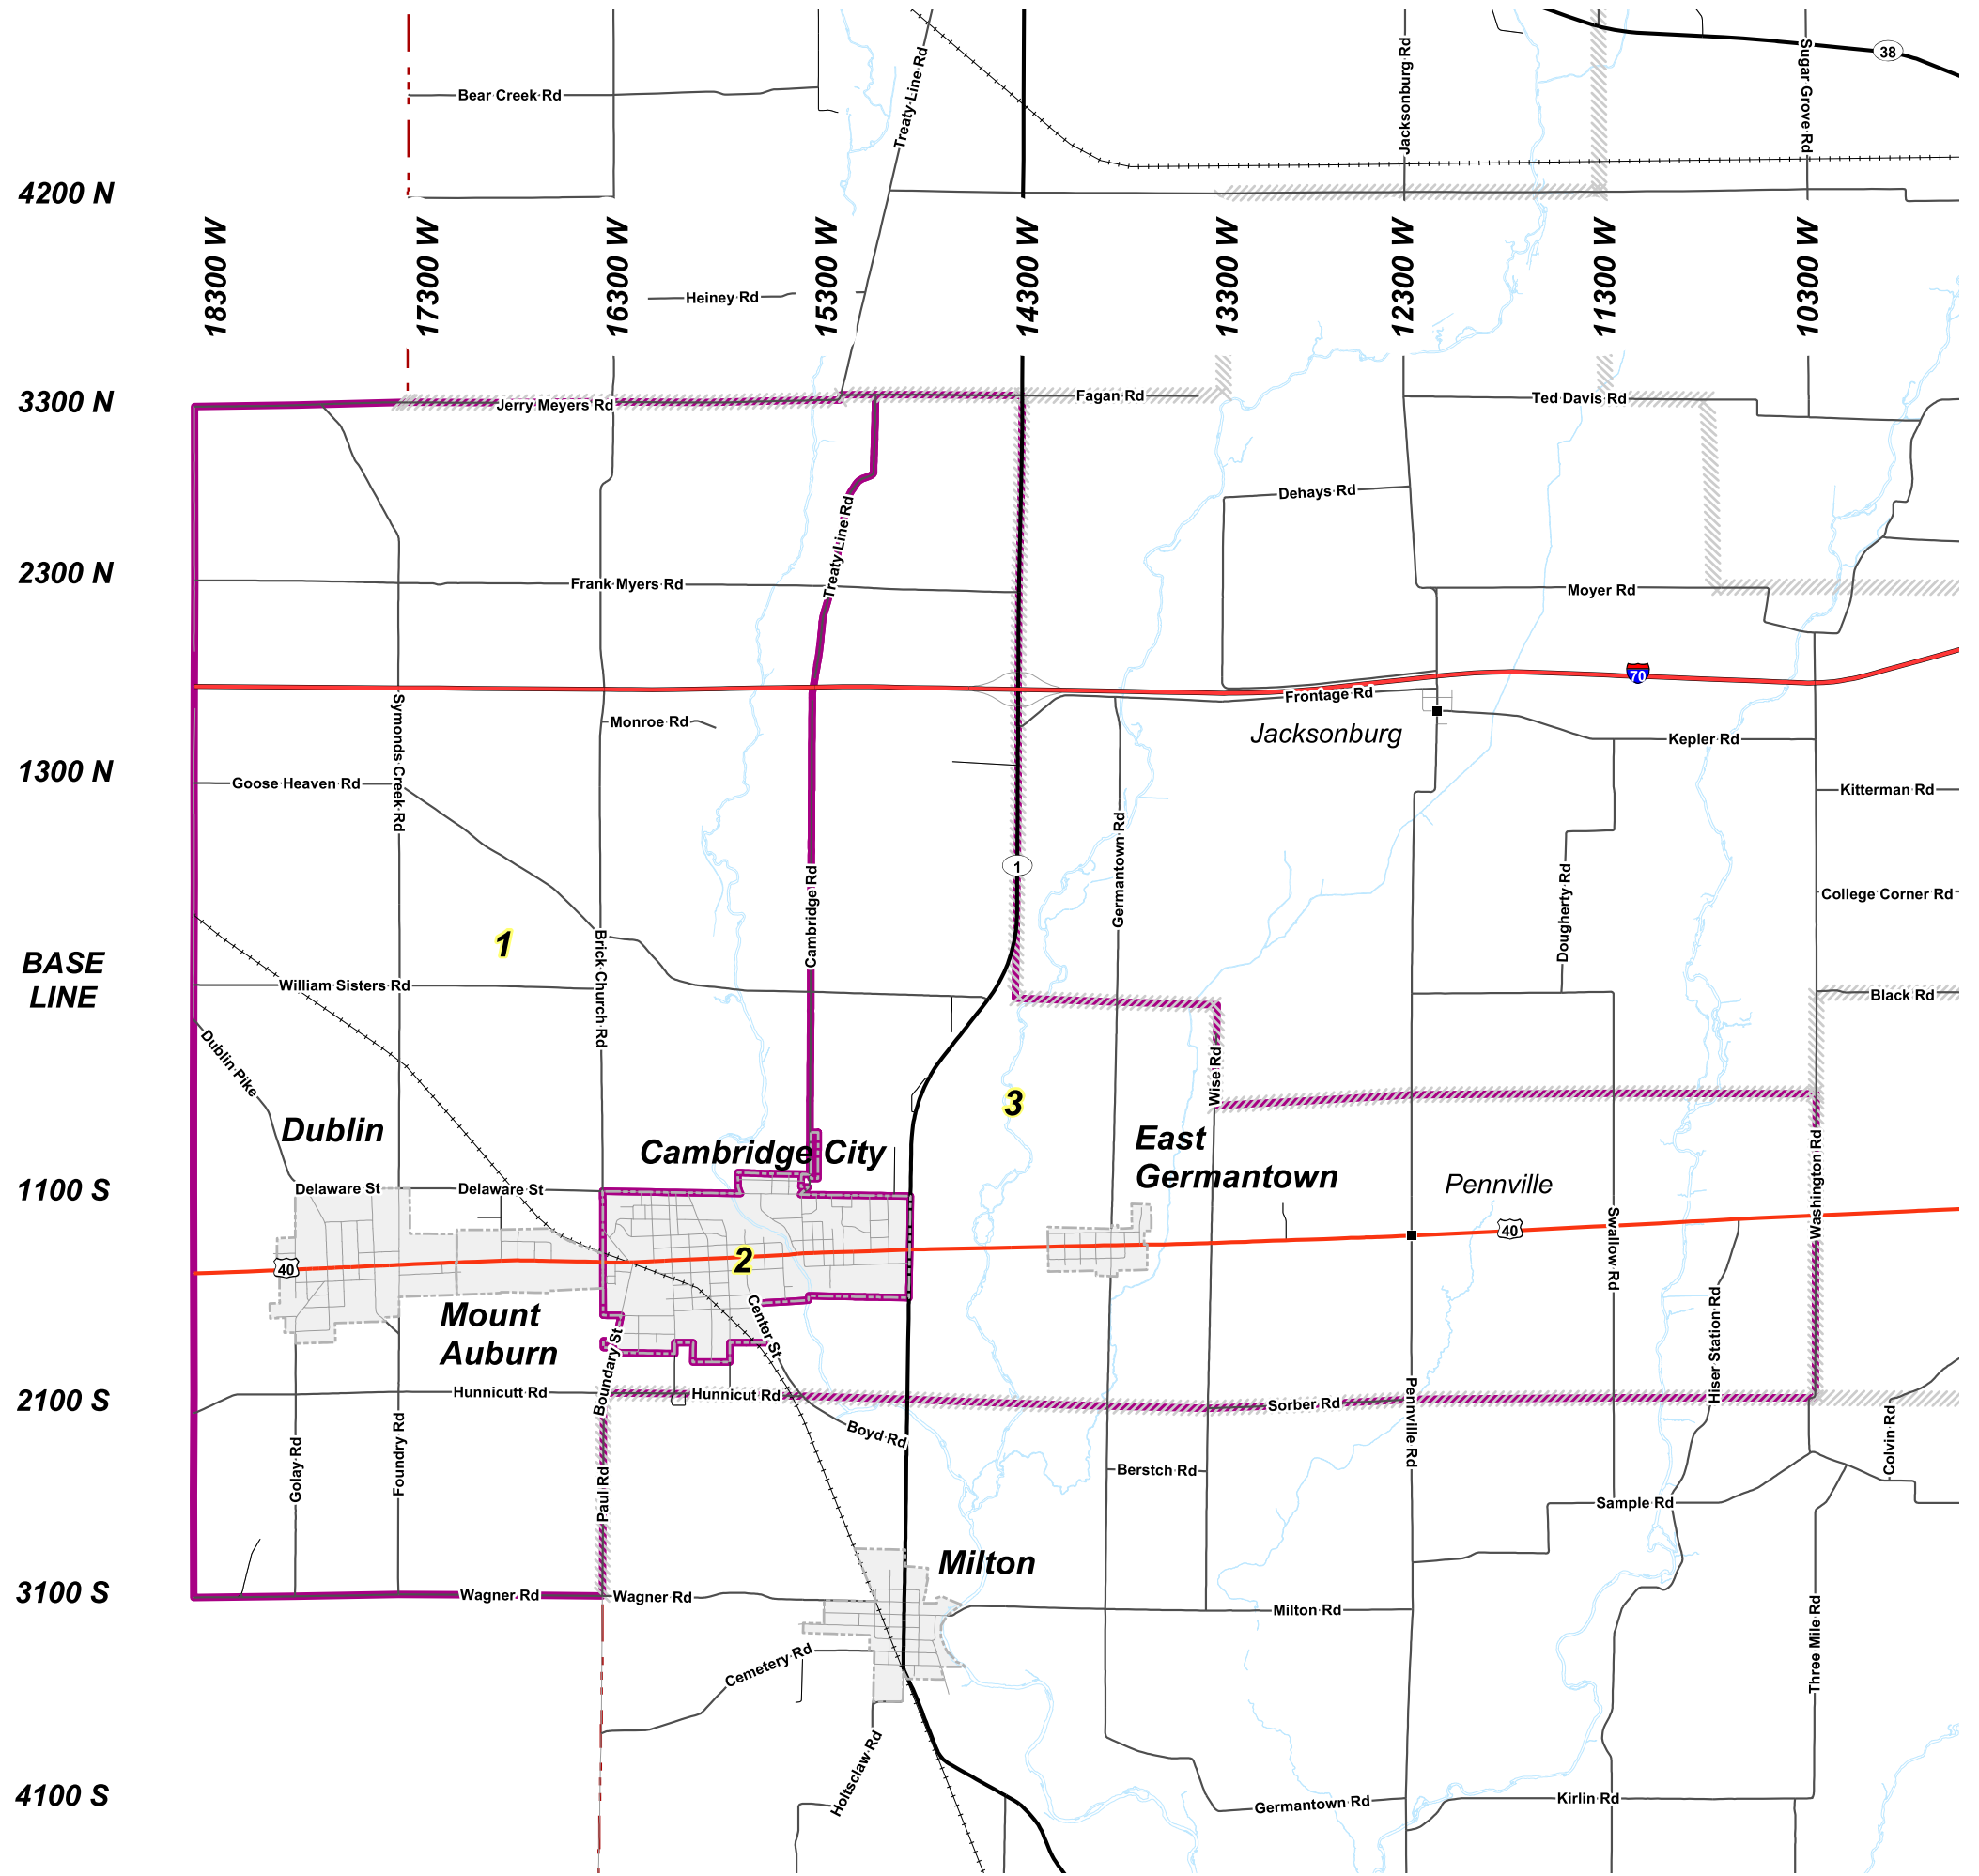 38
Bear Creek Rd
Treaty Line Rd
Jacksonburg Rd
Sugar Grove Rd
4200 N
18300 W
17300 W
16300 W
15300 W
14300 W
13300 W
12300 W
11300 W
10300 W
Heiney Rd
3300 N
Jerry Meyers Rd
Fagan Rd
Ted Davis Rd
Dehays Rd
Treaty Line Rd
2300 N
Frank Myers Rd
Moyer Rd
70
Frontage Rd
Symonds Creek Rd
Monroe Rd
Jacksonburg
Kepler Rd
1300 N
Goose Heaven Rd
Kitterman Rd
Germantown Rd
1
Cambridge Rd
Dougherty Rd
College Corner Rd
1
Brick Church Rd
BASE
LINE
William Sisters Rd
Black Rd
Dublin Pike
Wise Rd
3
Dublin
Cambridge City
East
Germantown
Pennville
Washington Rd
1100 S
Delaware St
Delaware St
Swallow Rd
40
40
2
Mount
Auburn
Center St
Boundary St
Hiser Station Rd
2100 S
Hunnicutt Rd
Hunnicut Rd
Sorber Rd
Pennville Rd
Boyd Rd
Colvin Rd
Golay Rd
Foundry Rd
Paul Rd
Berstch Rd
Sample Rd
Milton
3100 S
Wagner Rd
Wagner Rd
Milton Rd
Three Mile Rd
Cemetery Rd
Holtsclaw Rd
4100 S
Germantown Rd
Kirlin Rd